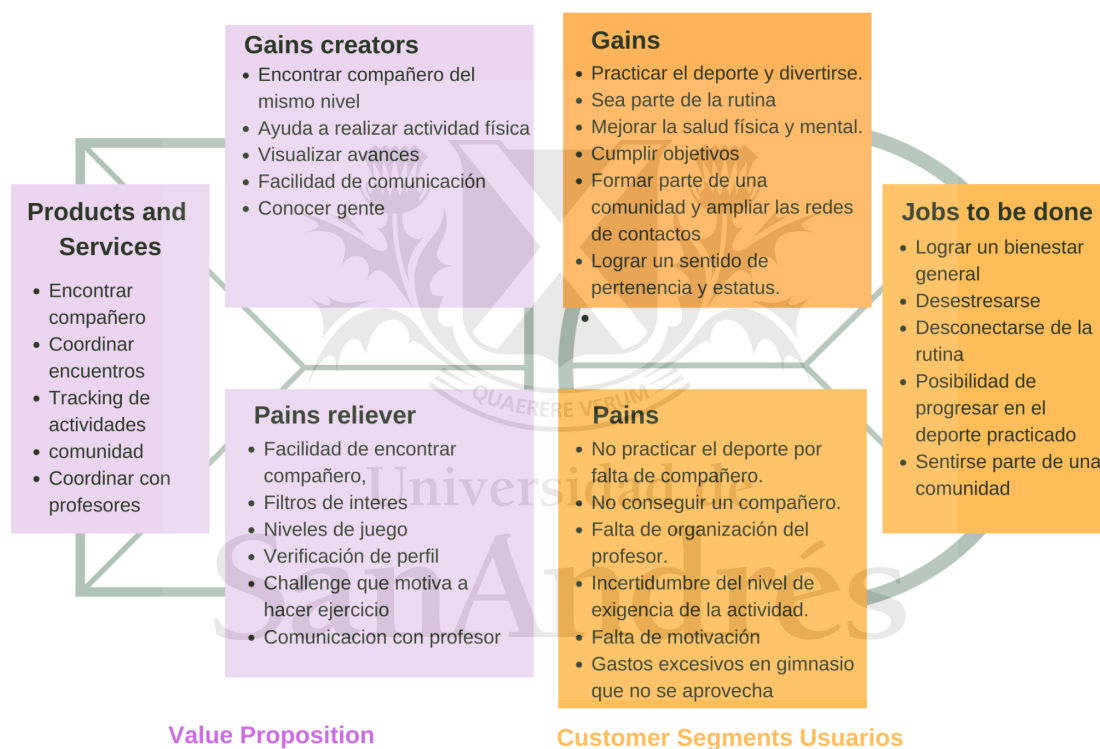 Gains creators
• Encontrar compañero del
mismo nivel
• Ayuda a realizar actividad física
• Visualizar avances
• Facilidad de comunicación
• Conocer gente
Gains
• Practicar el deporte y divertirse.
• Sea parte de la rutina
• Mejorar la salud física y mental.
• Cumplir objetivos
• Formar parte de una
comunidad y ampliar las redes
de contactos
• Lograr un sentido de
pertenencia y estatus.
•
Products and
Services
• Encontrar
compañero
• Coordinar
encuentros
• Tracking de
actividades
• comunidad
• Coordinar con
profesores
Jobs to be done
• Lograr un bienestar
general
• Desestresarse
• Desconectarse de la
rutina
• Posibilidad de
progresar en el
deporte practicado
• Sentirse parte de una
comunidad
Pains reliever
• Facilidad de encontrar
compañero,
• Filtros de interes
• Niveles de juego
• Verificación de perfil
• Challenge que motiva a
hacer ejercicio
• Comunicacion con profesor
Pains
• No practicar el deporte por
falta de compañero.
• No conseguir un compañero.
• Falta de organización del
profesor.
• Incertidumbre del nivel de
exigencia de la actividad.
• Falta de motivación
• Gastos excesivos en gimnasio
que no se aprovecha
QUAERERE VERUM
Universidad de
SanAndrés
Value Proposition
Customer Segments Usuarios